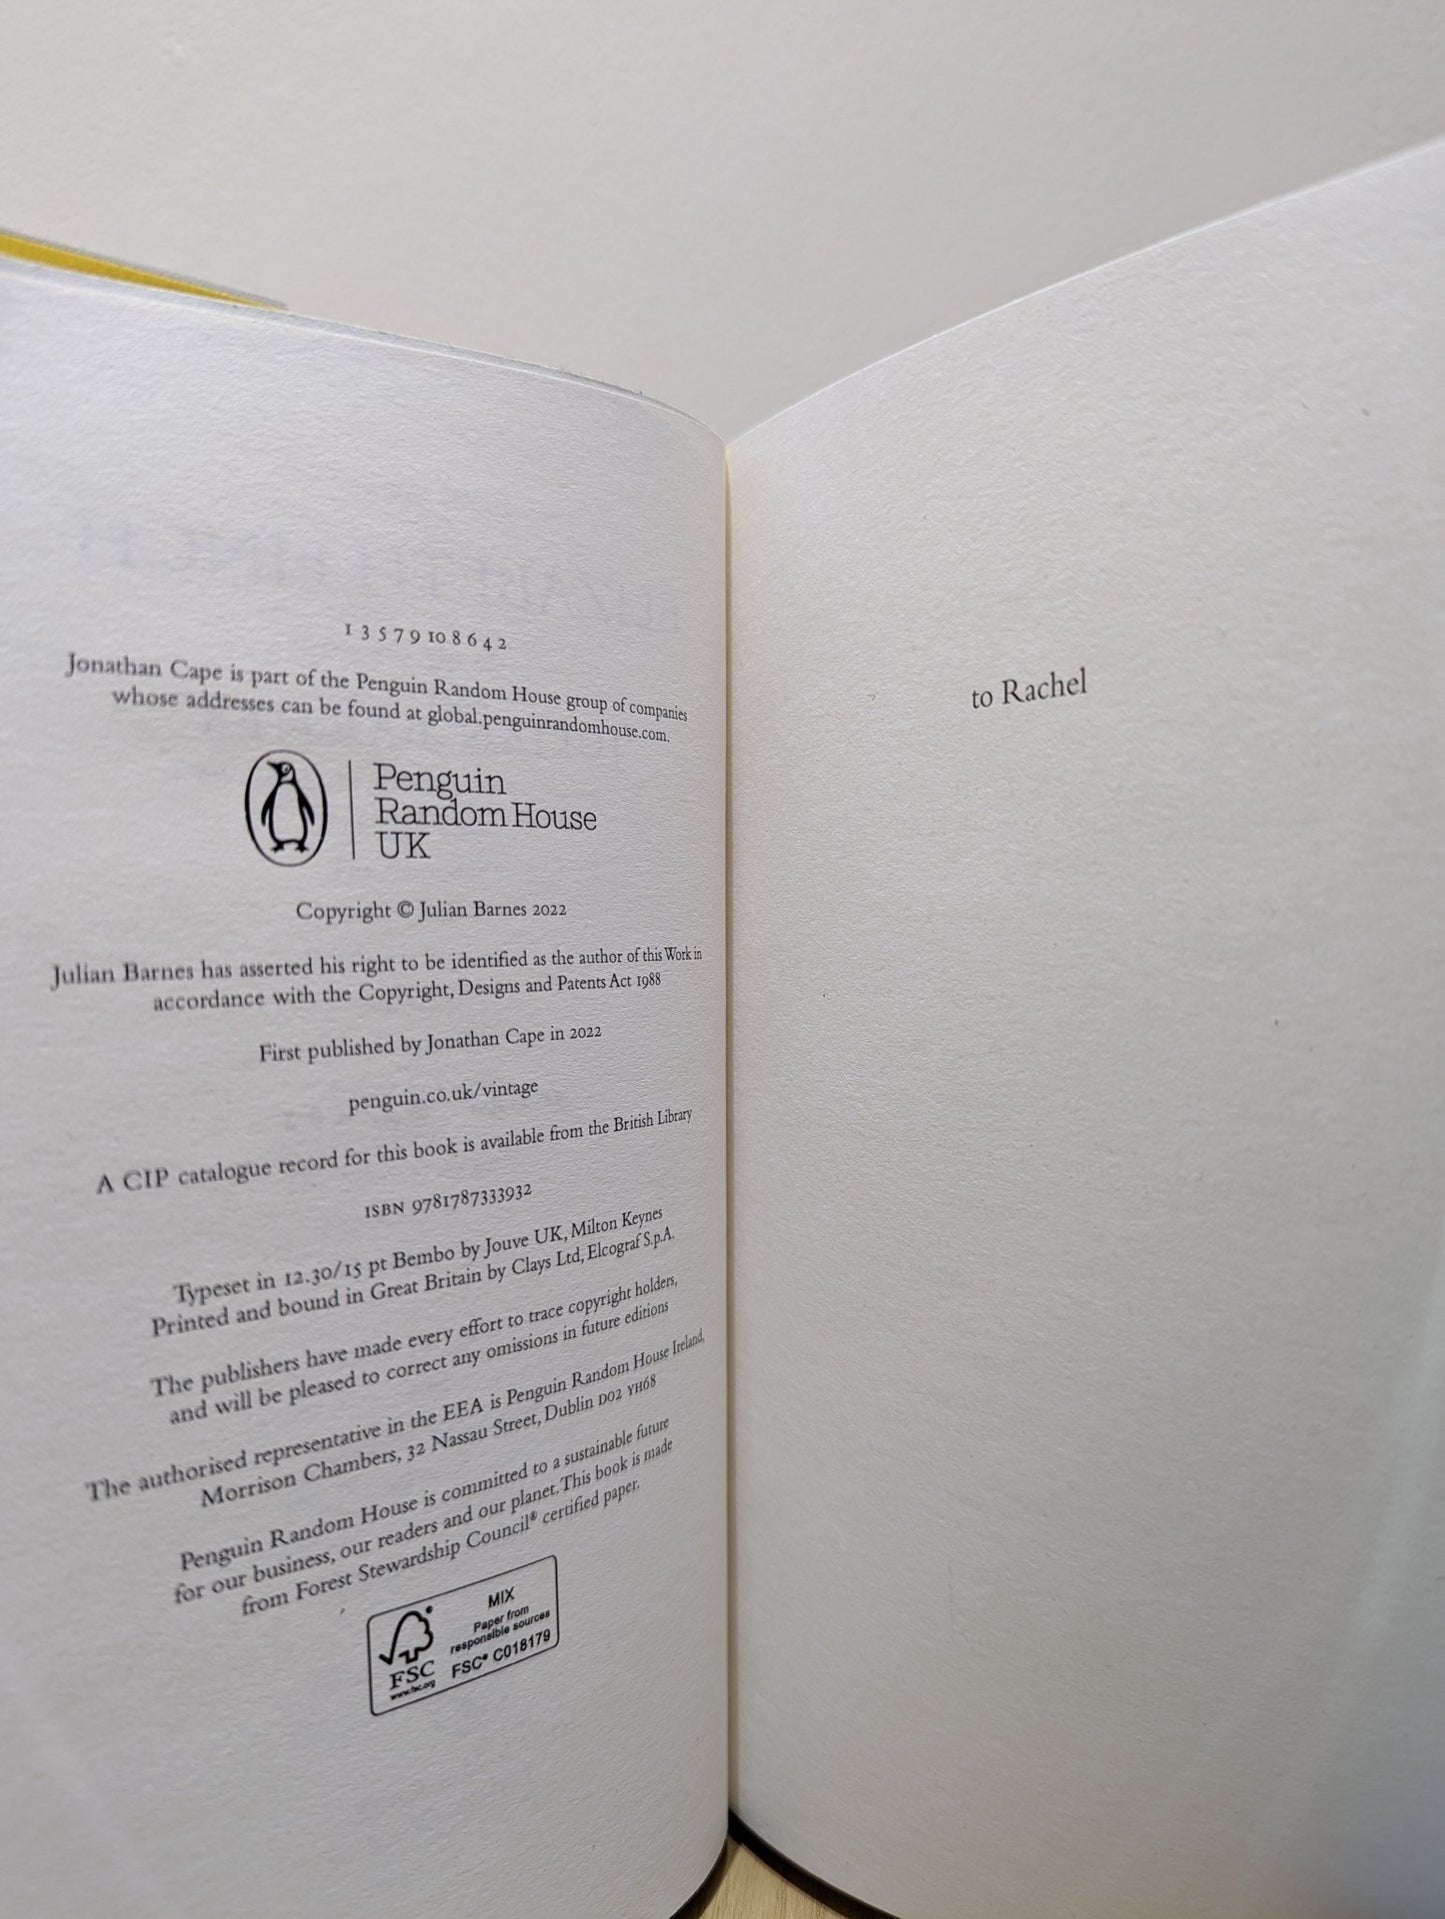 1 3 5 7 9 10 8 6 4 2
Jonathan Cape is part of the Penguin Random House group of companies
whose addresses can be found at global.penguinrandomhouse.com.
Penguin
Random House
UK
Copyright © Julian Barnes 2022
Julian Barnes has asserted his right to be identified as the author of this Work in
accordance with the Copyright, Designs and Patents Act 1988
First published by Jonathan Cape in 2022
penguin.co.uk/vintage
A CIP catalogue record for this book is available from the British Library
ISBN 9781787333932
Typeset in 12.30/15 pt Bembo by Jouve UK, Milton Keynes
Printed and bound in Great Britain by Clays Ltd, Elcograf S.p.A.
The publishers have made every effort to trace copyright holders,
and will be pleased to correct any omissions in future editions
The authorised representative in the EEA is Penguin Random House Ireland,
Morrison Chambers, 32 Nassau Street, Dublin D02 YH68
Penguin Random House is committed to a sustainable future
for our business, our readers and our planet. This book is made
from Forest Stewardship Council® certified paper.
FSC
www.fsc.org
MIX
Paper from
responsible sources
FSC® C018179
to Rachel